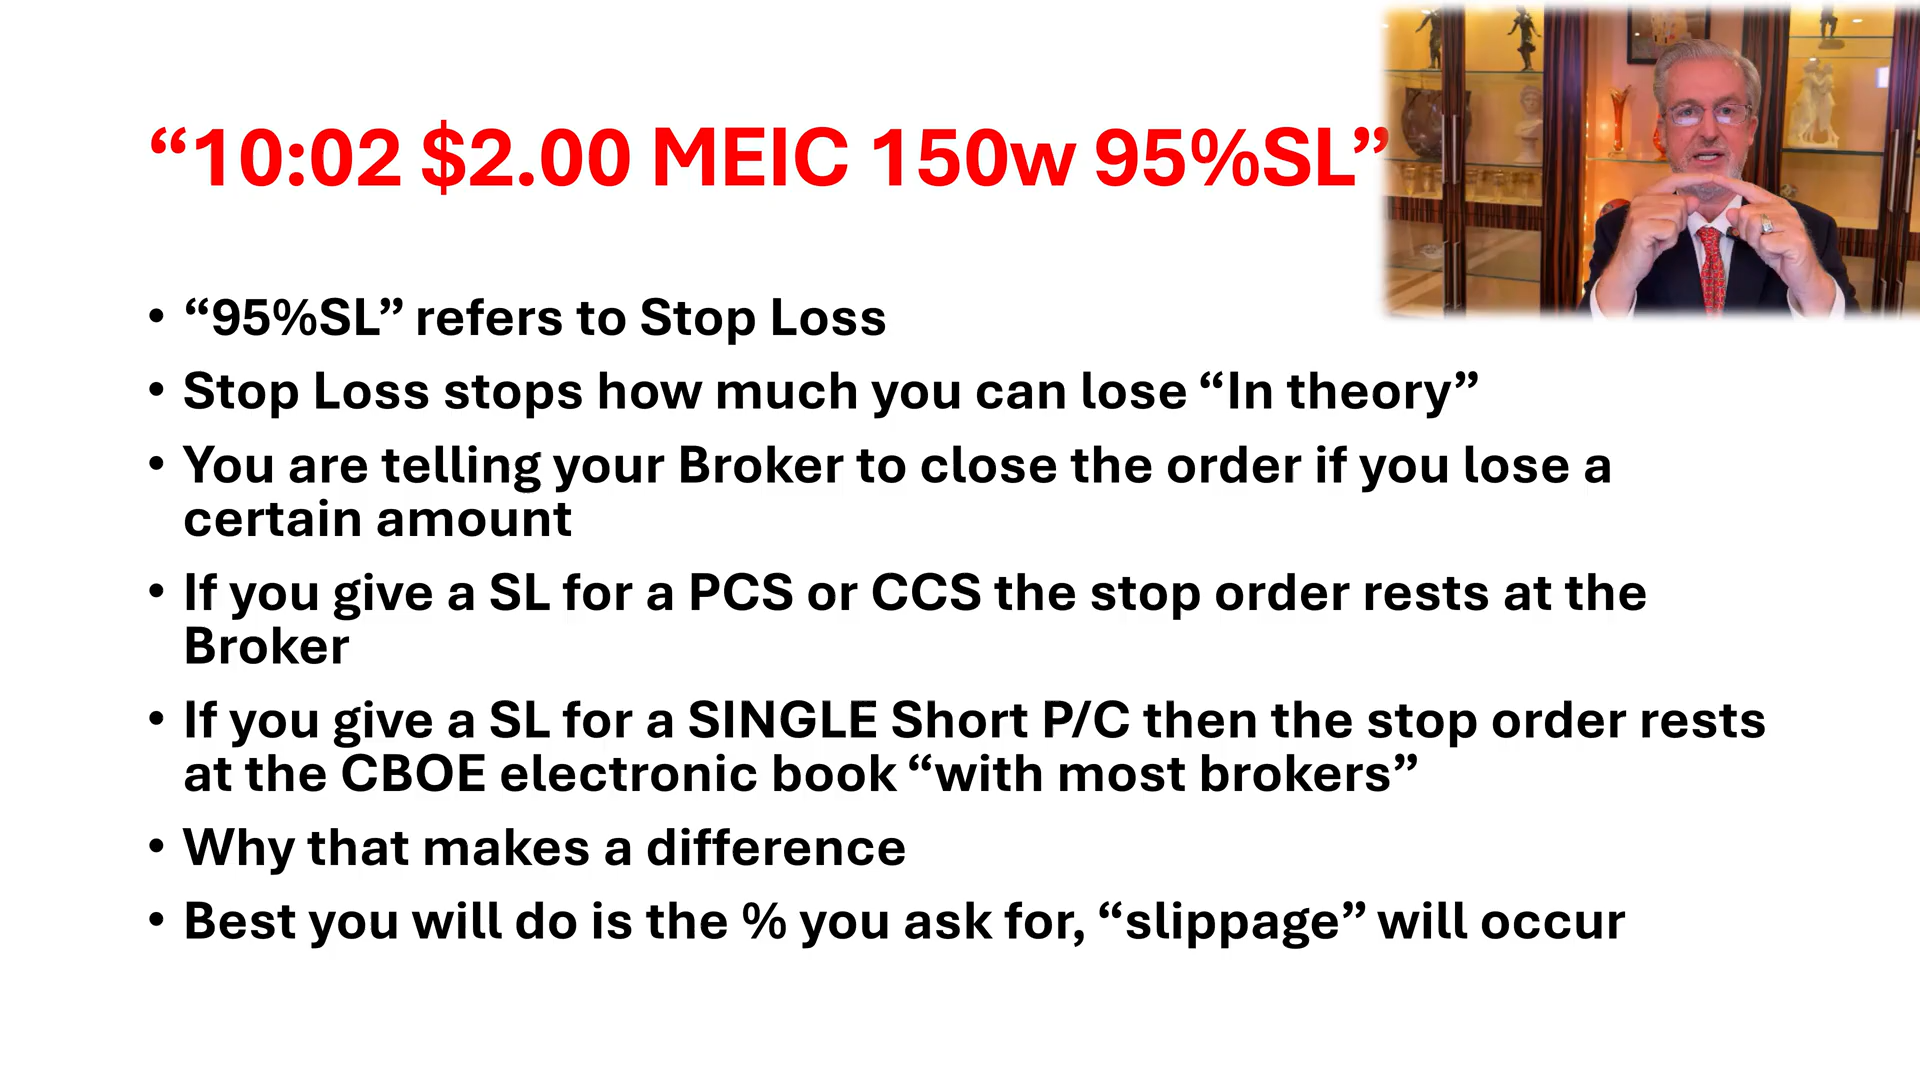 “10:02 $2.00 MEIC 150w 95%SL”
• “95%SL” refers to Stop Loss
• Stop Loss stops how much you can lose “In theory”
• You are telling your Broker to close the order if you lose a
certain amount
• If you give a SL for a PCS or CCS the stop order rests at the
Broker
• If you give a SL for a SINGLE Short P/C then the stop order rests
at the CBOE electronic book “with most brokers”
• Why that makes a difference
• Best you will do is the % you ask for, “slippage” will occur